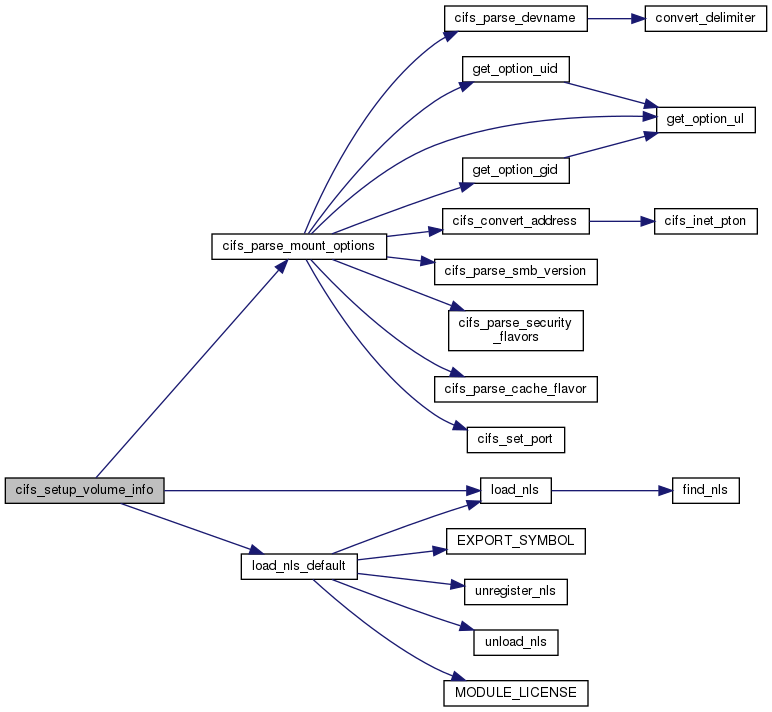 cifs_parse_devname
convert_delimiter
get_option_uid
get_option_ul
get_option_gid
cifs_convert_address
cifs_inet_pton
cifs_parse_mount_options
cifs_parse_smb_version
cifs_parse_security
_flavors
cifs_parse_cache_flavor
cifs_set_port
cifs_setup_volume_info
load_nls
find_nls
EXPORT_SYMBOL
load_nls_default
unregister_nls
unload_nls
MODULE_LICENSE